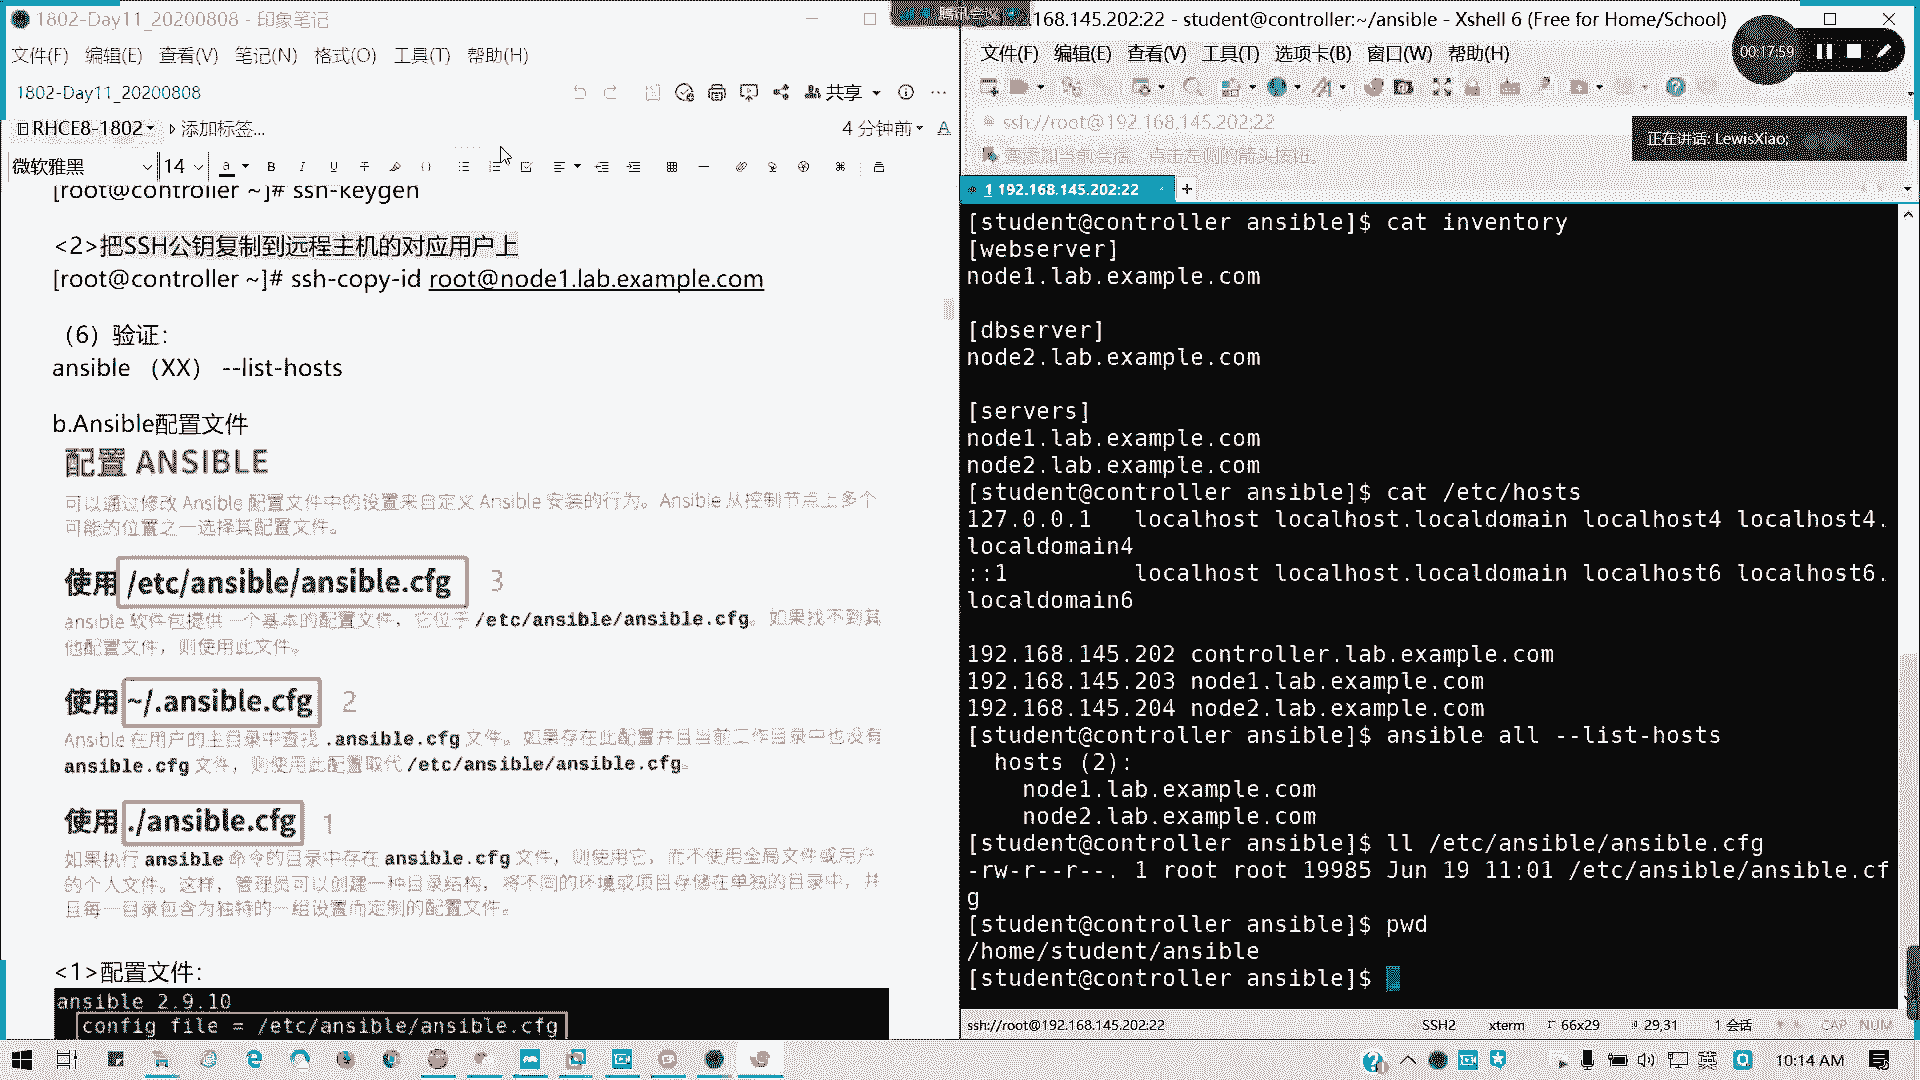 1802-Day11_20200808 - 印象笔记
文件(F) 编辑(E) 查看(V) 笔记(N) 格式(O) 工具(T) 帮助(H)
1802-Day11_20200808
共享
RHCE8-1802 添加标签...
4 分钟前
微软雅黑 14
[root@controller ~]# ssh-keygen
<2>把SSH公钥复制到远程主机的对应用户上
[root@controller ~]# ssh-copy-id root@node1.lab.example.com
（6）验证：
ansible （XX） --list-hosts
b.Ansible配置文件
配置 ANSIBLE
可以通过修改 Ansible 配置文件中的设置来自定义 Ansible 安装的行为。Ansible 从控制节点上多个
可能的位置之一选择其配置文件。
使用 /etc/ansible/ansible.cfg 3
ansible 软件包提供一个基本的配置文件，它位于 /etc/ansible/ansible.cfg。如果找不到其
他配置文件，则使用此文件。
使用 ~/.ansible.cfg 2
Ansible 在用户的主目录中查找 .ansible.cfg 文件。如果存在此配置并且当前工作目录中也没有
ansible.cfg 文件，则使用此配置取代 /etc/ansible/ansible.cfg。
使用 ./ansible.cfg 1
如果执行 ansible 命令的目录中存在 ansible.cfg 文件，则使用它，而不使用全局文件或用户
的个人文件。这样，管理员可以创建一种目录结构，将不同的环境或项目存储在单独的目录中，并
且每一目录包含为独特的一组设置而定制的配置文件。
<1>配置文件：
ansible 2.9.10
config file = /etc/ansible/ansible.cfg
腾讯会议
168.145.202:22 - student@controller:~/ansible - Xshell 6 (Free for Home/School)
文件(F) 编辑(E) 查看(V) 工具(T) 选项卡(B) 窗口(W) 帮助(H)
00:17:59
ssh://root@192.168.145.202:22
要添加当前会话，点击左侧的箭头按钮。
正在讲话: LewisXiao;
1 192.168.145.202:22
[student@controller ansible]$ cat inventory
[webserver]
node1.lab.example.com
[dbserver]
node2.lab.example.com
[servers]
node1.lab.example.com
node2.lab.example.com
[student@controller ansible]$ cat /etc/hosts
127.0.0.1   localhost localhost.localdomain localhost4 localhost4.
localdomain4
::1         localhost localhost.localdomain localhost6 localhost6.
localdomain6
192.168.145.202 controller.lab.example.com
192.168.145.203 node1.lab.example.com
192.168.145.204 node2.lab.example.com
[student@controller ansible]$ ansible all --list-hosts
  hosts (2):
    node1.lab.example.com
    node2.lab.example.com
[student@controller ansible]$ ll /etc/ansible/ansible.cfg
-rw-r--r--. 1 root root 19985 Jun 19 11:01 /etc/ansible/ansible.cf
g
[student@controller ansible]$ pwd
/home/student/ansible
[student@controller ansible]$
ssh://root@192.168.145.202:22 SSH2 xterm 66x29 29,31 1 会话 CAP NUM
英
10:14 AM